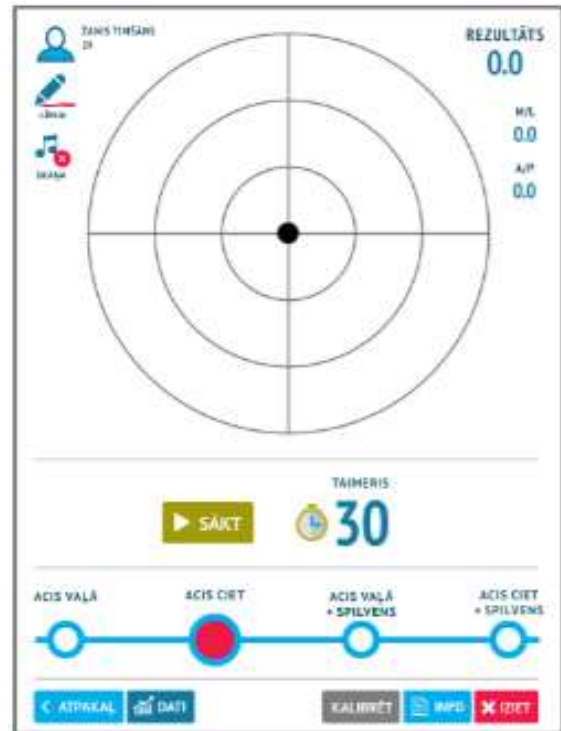 REZULTĀTS
0.0
M/L
0.0
A/P
0.0
TAIMERIS
SĀKT
30
ACIS VAĻĀ
ACIS CIET
ACIS VAĻĀ
+ SPILVENS
ACIS CIET
+ SPILVENS
ATPAKAĻ
DATI
KALIBRĒT
INFO
IZIET